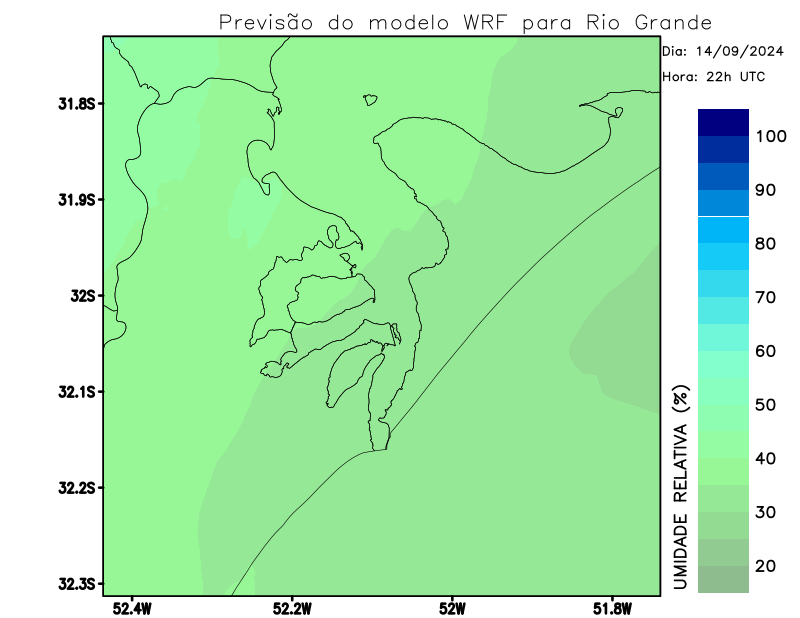 Previsão do modelo WRF para Rio Grande
Dia: 14/09/2024
Hora: 22h UTC
31.8S
31.9S
32S
32.1S
32.2S
32.3S
52.4W
52.2W
52W
51.8W
100
90
80
70
60
50
40
30
20
UMIDADE RELATIVA (%)